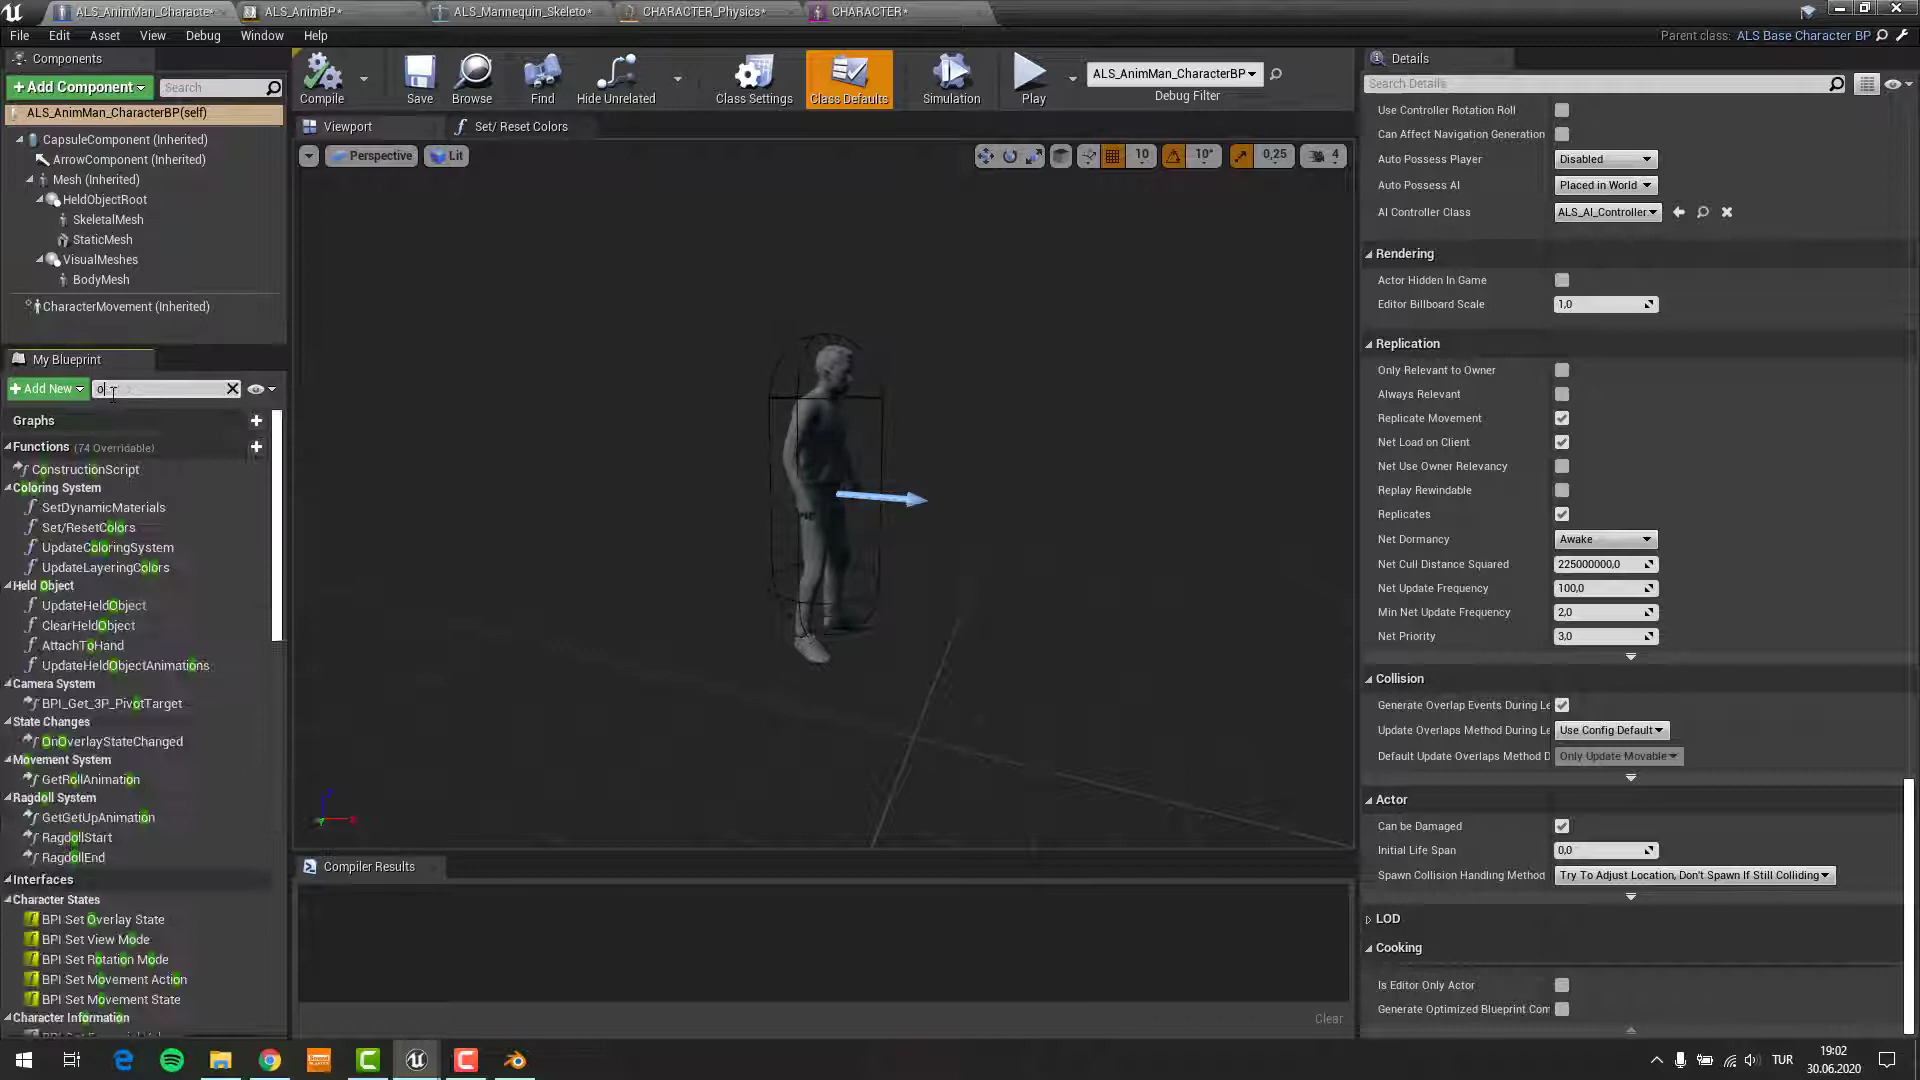 ALS_AnimMan_Characte*
ALS_AnimBP*
ALS_Mannequin_Skeleto*
CHARACTER_Physics*
CHARACTER*
File Edit Asset View Debug Window Help
Parent class: ALS Base Character BP
Components
+Add Component
Search
ALS_AnimMan_CharacterBP(self)
CapsuleComponent (Inherited)
ArrowComponent (Inherited)
Mesh (Inherited)
HeldObjectRoot
SkeletalMesh
StaticMesh
VisualMeshes
BodyMesh
CharacterMovement (Inherited)
My Blueprint
+Add New
o
Graphs
Functions (74 Overridable)
ConstructionScript
Coloring System
SetDynamicMaterials
Set/ResetColors
UpdateColoringSystem
UpdateLayeringColors
Held Object
UpdateHeldObject
ClearHeldObject
AttachToHand
UpdateHeldObjectAnimations
Camera System
BPI_Get_3P_PivotTarget
State Changes
OnOverlayStateChanged
Movement System
GetRollAnimation
Ragdoll System
GetGetUpAnimation
RagdollStart
RagdollEnd
Interfaces
Character States
BPI Set Overlay State
BPI Set View Mode
BPI Set Rotation Mode
BPI Set Movement Action
BPI Set Movement State
Character Information
Compile
Save
Browse
Find
Hide Unrelated
Class Settings
Class Defaults
Simulation
Play
ALS_AnimMan_CharacterBP
Debug Filter
Viewport
Set/ Reset Colors
Perspective
Lit
10
10°
0,25
4
Z
X
Compiler Results
Clear
Details
Search Details
Use Controller Rotation Roll
Can Affect Navigation Generation
Auto Possess Player Disabled
Auto Possess AI Placed in World
AI Controller Class ALS_AI_Controller
Rendering
Actor Hidden In Game
Editor Billboard Scale 1,0
Replication
Only Relevant to Owner
Always Relevant
Replicate Movement
Net Load on Client
Net Use Owner Relevancy
Replay Rewindable
Replicates
Net Dormancy Awake
Net Cull Distance Squared 225000000,0
Net Update Frequency 100,0
Min Net Update Frequency 2,0
Net Priority 3,0
Collision
Generate Overlap Events During Le
Update Overlaps Method During Le Use Config Default
Default Update Overlaps Method D Only Update Movable
Actor
Can be Damaged
Initial Life Span 0,0
Spawn Collision Handling Method Try To Adjust Location, Don't Spawn If Still Colliding
LOD
Cooking
Is Editor Only Actor
Generate Optimized Blueprint Com
TUR
19:02
30.06.2020